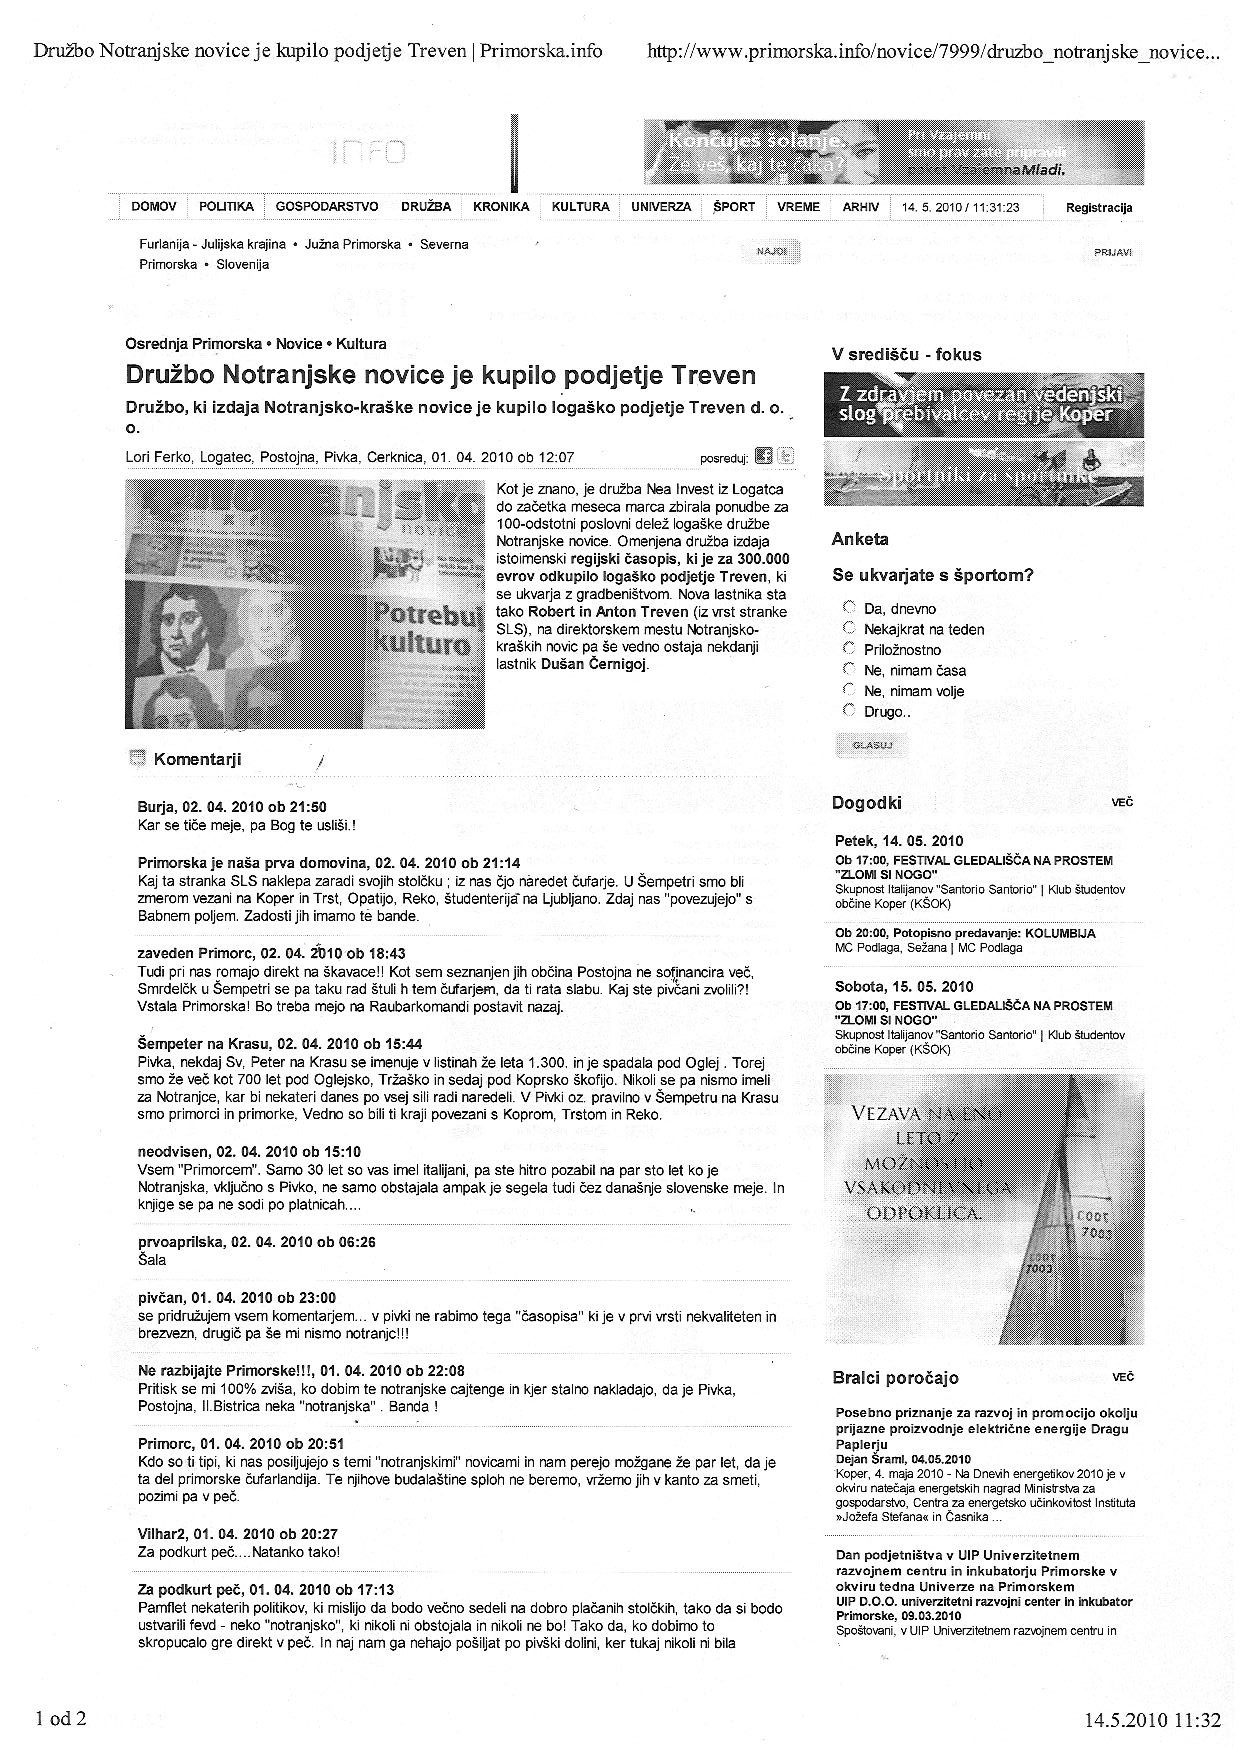 Družbo Notranjske novice je kupilo podjetje Treven | Primorska.info
http://www.primorska.info/novice/7999/druzbo_notranjske_novice...
INFO
Končuješ šolanje.
Že veš, kaj te čaka?
Pri Vzajemni
smo prav zate pripravili
Mladi.
DOMOV POLITIKA GOSPODARSTVO DRUŽBA KRONIKA KULTURA UNIVERZA ŠPORT VREME ARHIV 14. 5. 2010 / 11:31:23 Registracija
Furlanija - Julijska krajina • Južna Primorska • Severna
Primorska • Slovenija
NAJDI
PRIJAVI
Osrednja Primorska • Novice • Kultura
Družbo Notranjske novice je kupilo podjetje Treven
Družbo, ki izdaja Notranjsko-kraške novice je kupilo logaško podjetje Treven d. o.
o.
Lori Ferko, Logatec, Postojna, Pivka, Cerknica, 01. 04. 2010 ob 12:07
posreduj:
njsk
novice
Potrebuj
kulturo
Kot je znano, je družba Nea Invest iz Logatca
do začetka meseca marca zbirala ponudbe za
100-odstotni poslovni delež logaške družbe
Notranjske novice. Omenjena družba izdaja
istoimenski regijski časopis, ki je za 300.000
evrov odkupilo logaško podjetje Treven, ki
se ukvarja z gradbeništvom. Nova lastnika sta
tako Robert in Anton Treven (iz vrst stranke
SLS), na direktorskem mestu Notranjsko-
kraških novic pa še vedno ostaja nekdanji
lastnik Dušan Černigoj.
Komentarji
Burja, 02. 04. 2010 ob 21:50
Kar se tiče meje, pa Bog te usliši.!
Primorska je naša prva domovina, 02. 04. 2010 ob 21:14
Kaj ta stranka SLS naklepa zaradi svojih stolčku ; iz nas čjo naredet čufarje. U Šempetri smo bli
zmerom vezani na Koper in Trst, Opatijo, Reko, študenterija na Ljubljano. Zdaj nas "povezujejo" s
Babnem poljem. Zadosti jih imamo te bande.
zaveden Primorc, 02. 04. 2010 ob 18:43
Tudi pri nas romajo direkt na škavace!! Kot sem seznanjen jih občina Postojna ne sofinancira več,
Smrdelčk u Šempetri se pa taku rad štuli h tem čufarjem, da ti rata slabu. Kaj ste pivčani zvolili?!
Vstala Primorska! Bo treba mejo na Raubarkomandi postavit nazaj.
Šempeter na Krasu, 02. 04. 2010 ob 15:44
Pivka, nekdaj Sv, Peter na Krasu se imenuje v listinah že leta 1.300. in je spadala pod Oglej . Torej
smo že več kot 700 let pod Oglejsko, Tržaško in sedaj pod Koprsko škofijo. Nikoli se pa nismo imeli
za Notranjce, kar bi nekateri danes po vsej sili radi naredeli. V Pivki oz. pravilno v Šempetru na Krasu
smo primorci in primorke, Vedno so bili ti kraji povezani s Koprom, Trstom in Reko.
neodvisen, 02. 04. 2010 ob 15:10
Vsem "Primorcem". Samo 30 let so vas imel italijani, pa ste hitro pozabil na par sto let ko je
Notranjska, vključno s Pivko, ne samo obstajala ampak je segela tudi čez današnje slovenske meje. In
knjige se pa ne sodi po platnicah....
prvoaprilska, 02. 04. 2010 ob 06:26
Šala
pivčan, 01. 04. 2010 ob 23:00
se pridružujem vsem komentarjem... v pivki ne rabimo tega "časopisa" ki je v prvi vrsti nekvaliteten in
brezvezn, drugič pa še mi nismo notranjc!!!
Ne razbijajte Primorske!!!, 01. 04. 2010 ob 22:08
Pritisk se mi 100% zviša, ko dobim te notranjske cajtenge in kjer stalno nakladajo, da je Pivka,
Postojna, Il.Bistrica neka "notranjska" . Banda !
Primorc, 01. 04. 2010 ob 20:51
Kdo so ti tipi, ki nas posiljujejo s temi "notranjskimi" novicami in nam perejo možgane že par let, da je
ta del primorske čufarlandija. Te njihove budalaštine sploh ne beremo, vržemo jih v kanto za smeti,
pozimi pa v peč.
Vilhar2, 01. 04. 2010 ob 20:27
Za podkurt peč....Natanko tako!
Za podkurt peč, 01. 04. 2010 ob 17:13
Pamflet nekaterih politikov, ki mislijo da bodo večno sedeli na dobro plačanih stolčkih, tako da si bodo
ustvarili fevd - neko "notranjsko", ki nikoli ni obstojala in nikoli ne bo! Tako da, ko dobimo to
skropucalo gre direkt v peč. In naj nam ga nehajo pošiljat po pivški dolini, ker tukaj nikoli ni bila
V središču - fokus
Z zdravjem povezan vedenjski
slog prebivalcev regije Koper
Športniki za športnike
Anketa
Se ukvarjate s športom?
Da, dnevno
Nekajkrat na teden
Priložnostno
Ne, nimam časa
Ne, nimam volje
Drugo..
GLASUJ
Dogodki VEČ
Petek, 14. 05. 2010
Ob 17:00, FESTIVAL GLEDALIŠČA NA PROSTEM
"ZLOMI SI NOGO"
Skupnost Italijanov "Santorio Santorio" | Klub študentov
občine Koper (KŠOK)
Ob 20:00, Potopisno predavanje: KOLUMBIJA
MC Podlaga, Sežana | MC Podlaga
Sobota, 15. 05. 2010
Ob 17:00, FESTIVAL GLEDALIŠČA NA PROSTEM
"ZLOMI SI NOGO"
Skupnost Italijanov "Santorio Santorio" | Klub študentov
občine Koper (KŠOK)
VEZAVA NA ENO
LETO Z
MOŽNOSTJO
VSAKODNEVNEGA
ODPOKLICA.
Bralci poročajo VEČ
Posebno priznanje za razvoj in promocijo okolju
prijazne proizvodnje električne energije Dragu
Paplerju
Dejan Šraml, 04.05.2010
Koper, 4. maja 2010 - Na Dnevih energetikov 2010 je v
okviru natečaja energetskih nagrad Ministrstva za
gospodarstvo, Centra za energetsko učinkovitost Instituta
»Jožefa Stefana« in Časnika ...
Dan podjetništva v UIP Univerzitetnem
razvojnem centru in inkubatorju Primorske v
okviru tedna Univerze na Primorskem
UIP D.O.O. univerzitetni razvojni center in inkubator
Primorske, 09.03.2010
Spoštovani, v UIP Univerzitetnem razvojnem centru in
1 od 2
14.5.2010 11:32